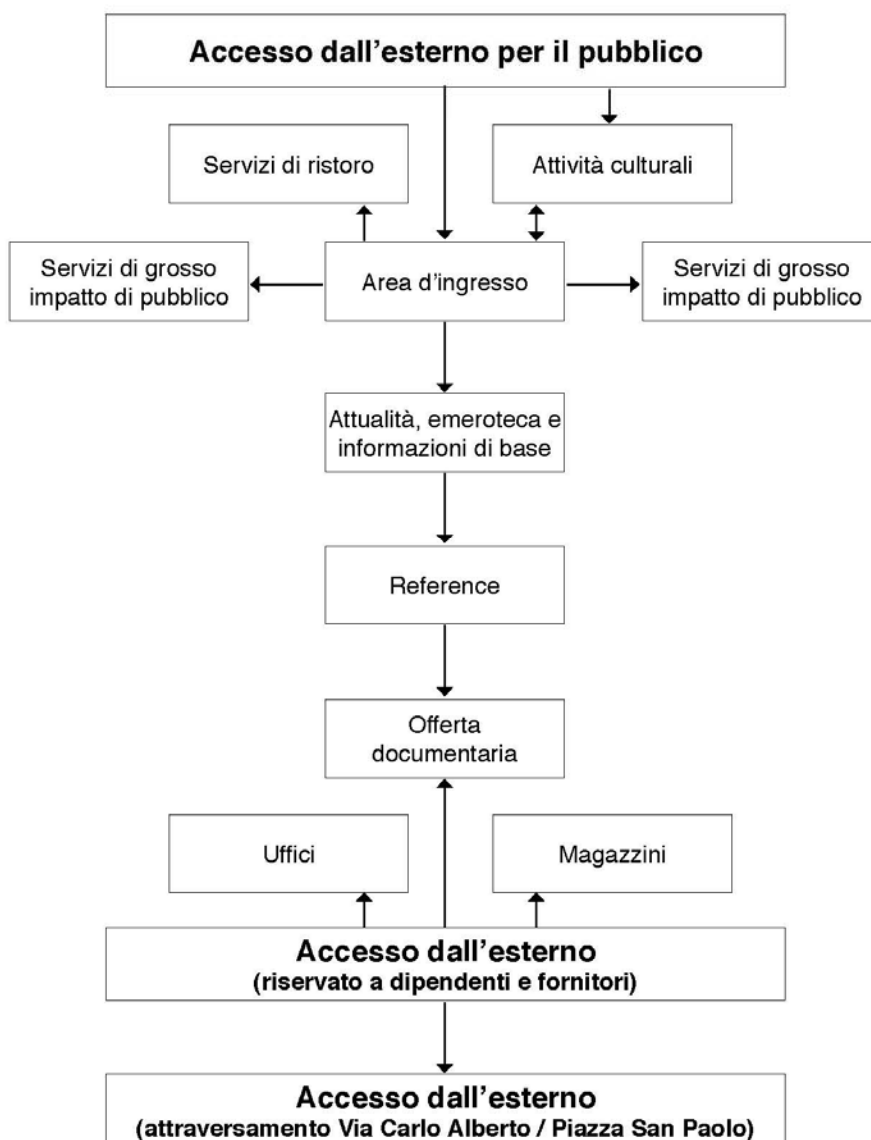 Accesso dall'esterno per il pubblico
Servizi di ristoro
Attività culturali
Servizi di grosso
impatto di pubblico
Area d'ingresso
Servizi di grosso
impatto di pubblico
Attualità, emeroteca e
informazioni di base
Reference
Offerta
documentaria
Uffici
Magazzini
Accesso dall'esterno
(riservato a dipendenti e fornitori)
Accesso dall'esterno
(attraversamento Via Carlo Alberto / Piazza San Paolo)